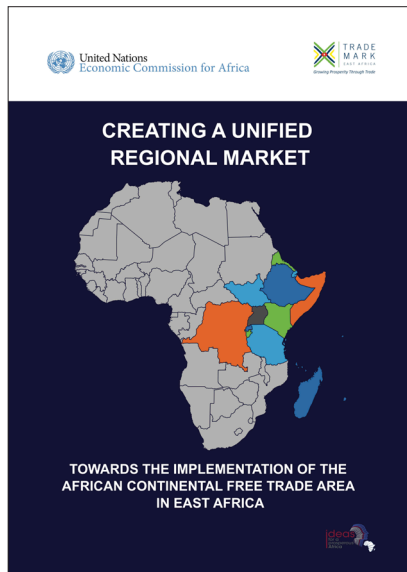 United Nations
Economic Commission for Africa
TRADE
MARK
EAST AFRICA
Growing Prosperity Through Trade
CREATING A UNIFIED
REGIONAL MARKET
TOWARDS THE IMPLEMENTATION OF THE
AFRICAN CONTINENTAL FREE TRADE AREA
IN EAST AFRICA
Ideas